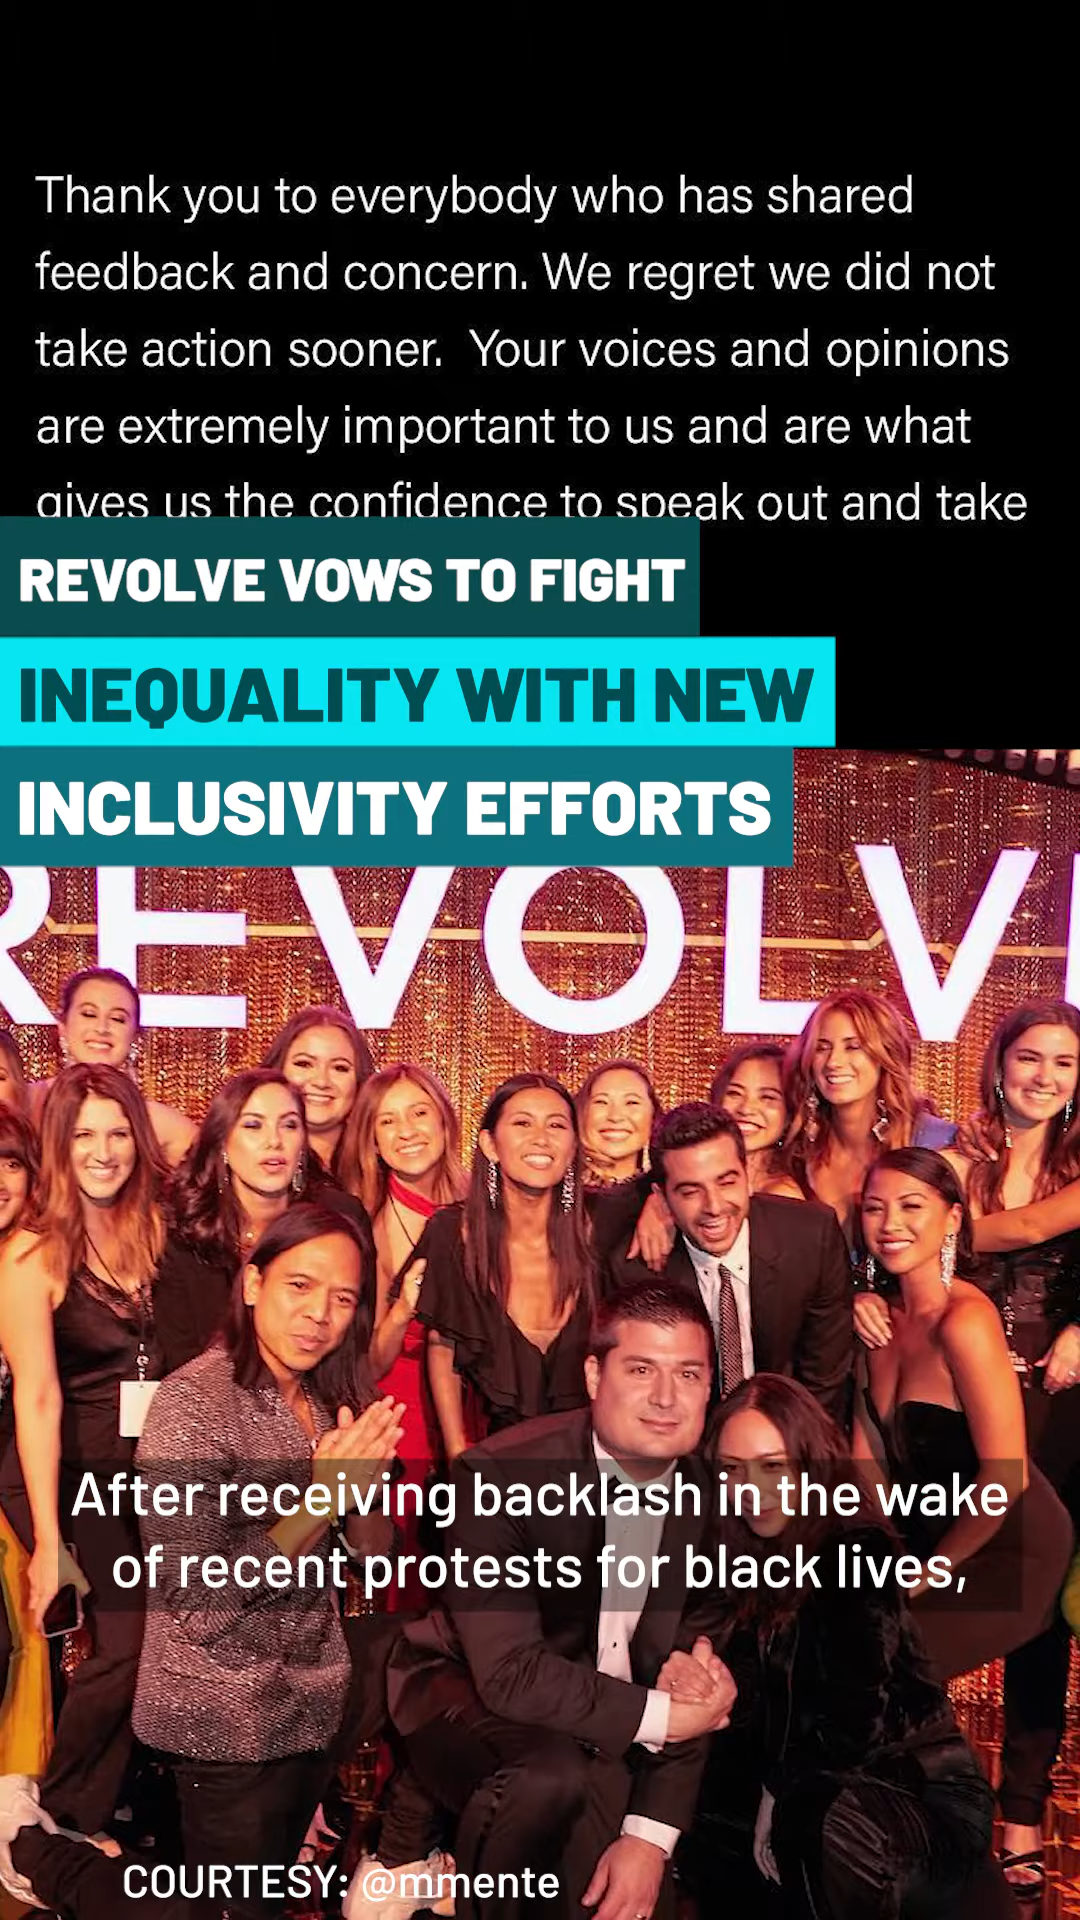 Thank you to everybody who has shared
feedback and concern. We regret we did not
take action sooner.  Your voices and opinions
are extremely important to us and are what
gives us the confidence to speak out and take
REVOLVE VOWS TO FIGHT
INEQUALITY WITH NEW
INCLUSIVITY EFFORTS
REVOLV
After receiving backlash in the wake
of recent protests for black lives,
COURTESY: @mmente